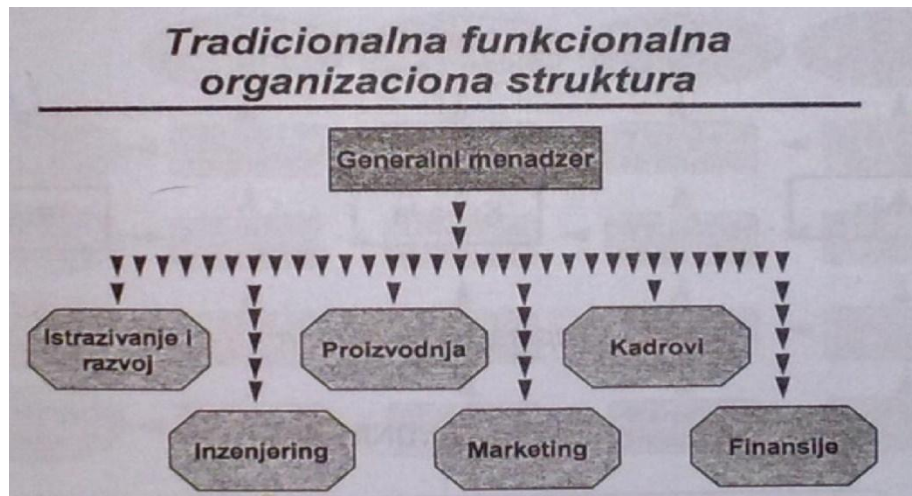 Tradicionalna funkcionalna
organizaciona struktura
Generalni menadzer
Istrazivanje i
razvoj
Proizvodnja
Kadrovi
Inzenjering
Marketing
Finansije